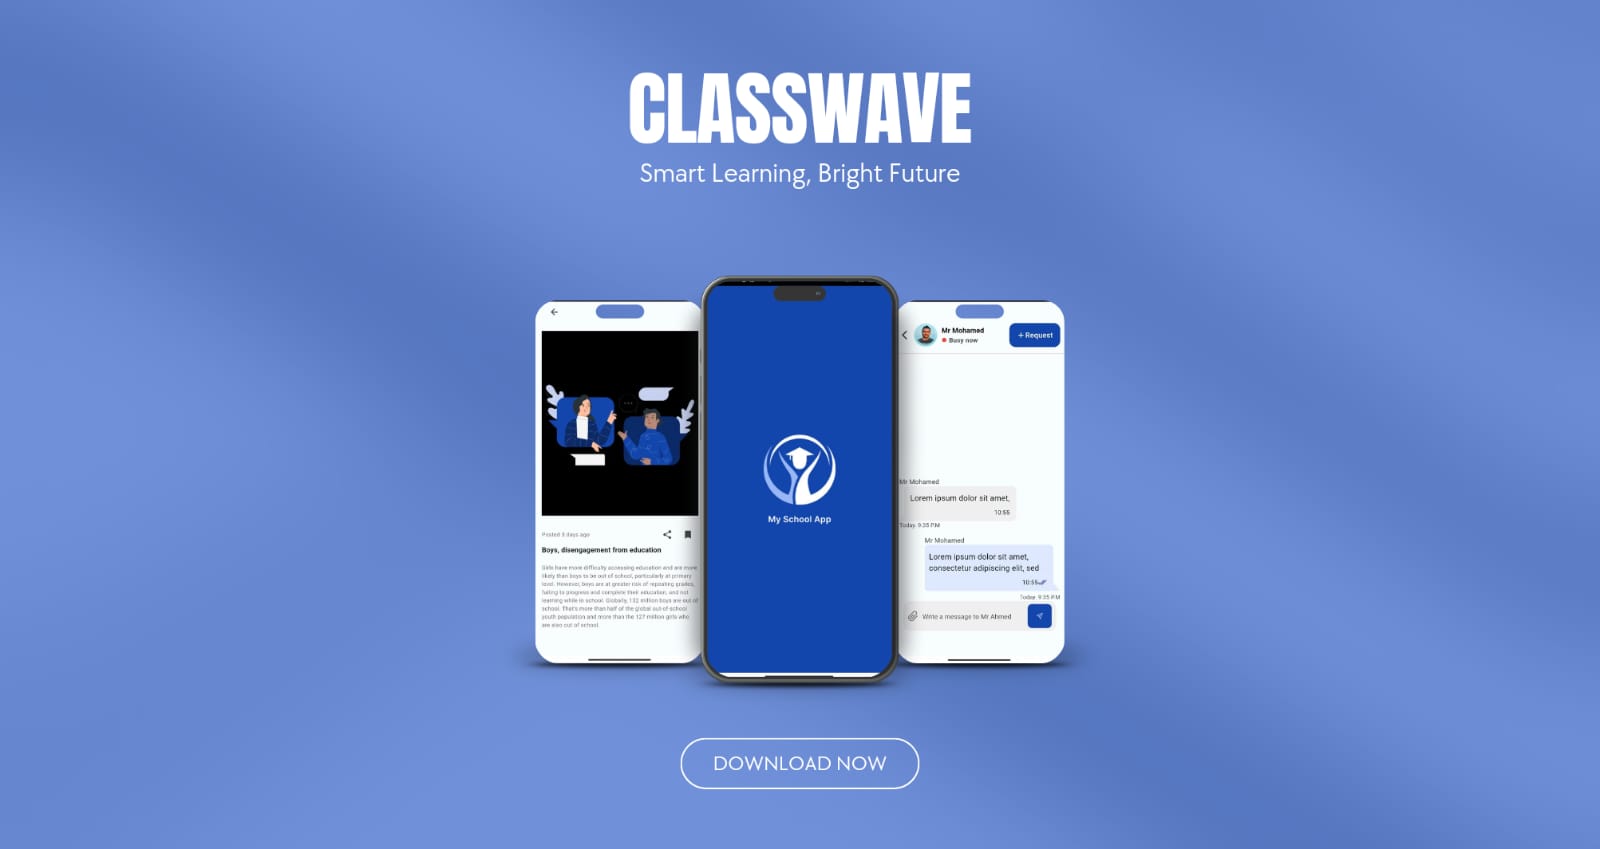 CLASSWAVE
Smart Learning, Bright Future
Posted 3 days ago
Boys, disengagement from education
Girls have more difficulty accessing education and are more
likely than boys to be out of school, particularly at primary
level. However, boys are at greater risk of repeating grades,
failing to progress and complete their education, and not
learning while in school. Globally, 132 million boys are out of
school. That's more than half of the global out-of-school
youth population and more than the 127 million girls who
are also out of school.
My School App
Mr Mohamed
Busy now
+ Request
Mr Mohamed
Lorem ipsum dolor sit amet,
10:55
Today. 9.35 PM
Mr Mohamed
Lorem ipsum dolor sit amet,
consectetur adipiscing elit, sed
10:55
Today. 9.35 PM
Write a message to Mr Ahmed
DOWNLOAD NOW